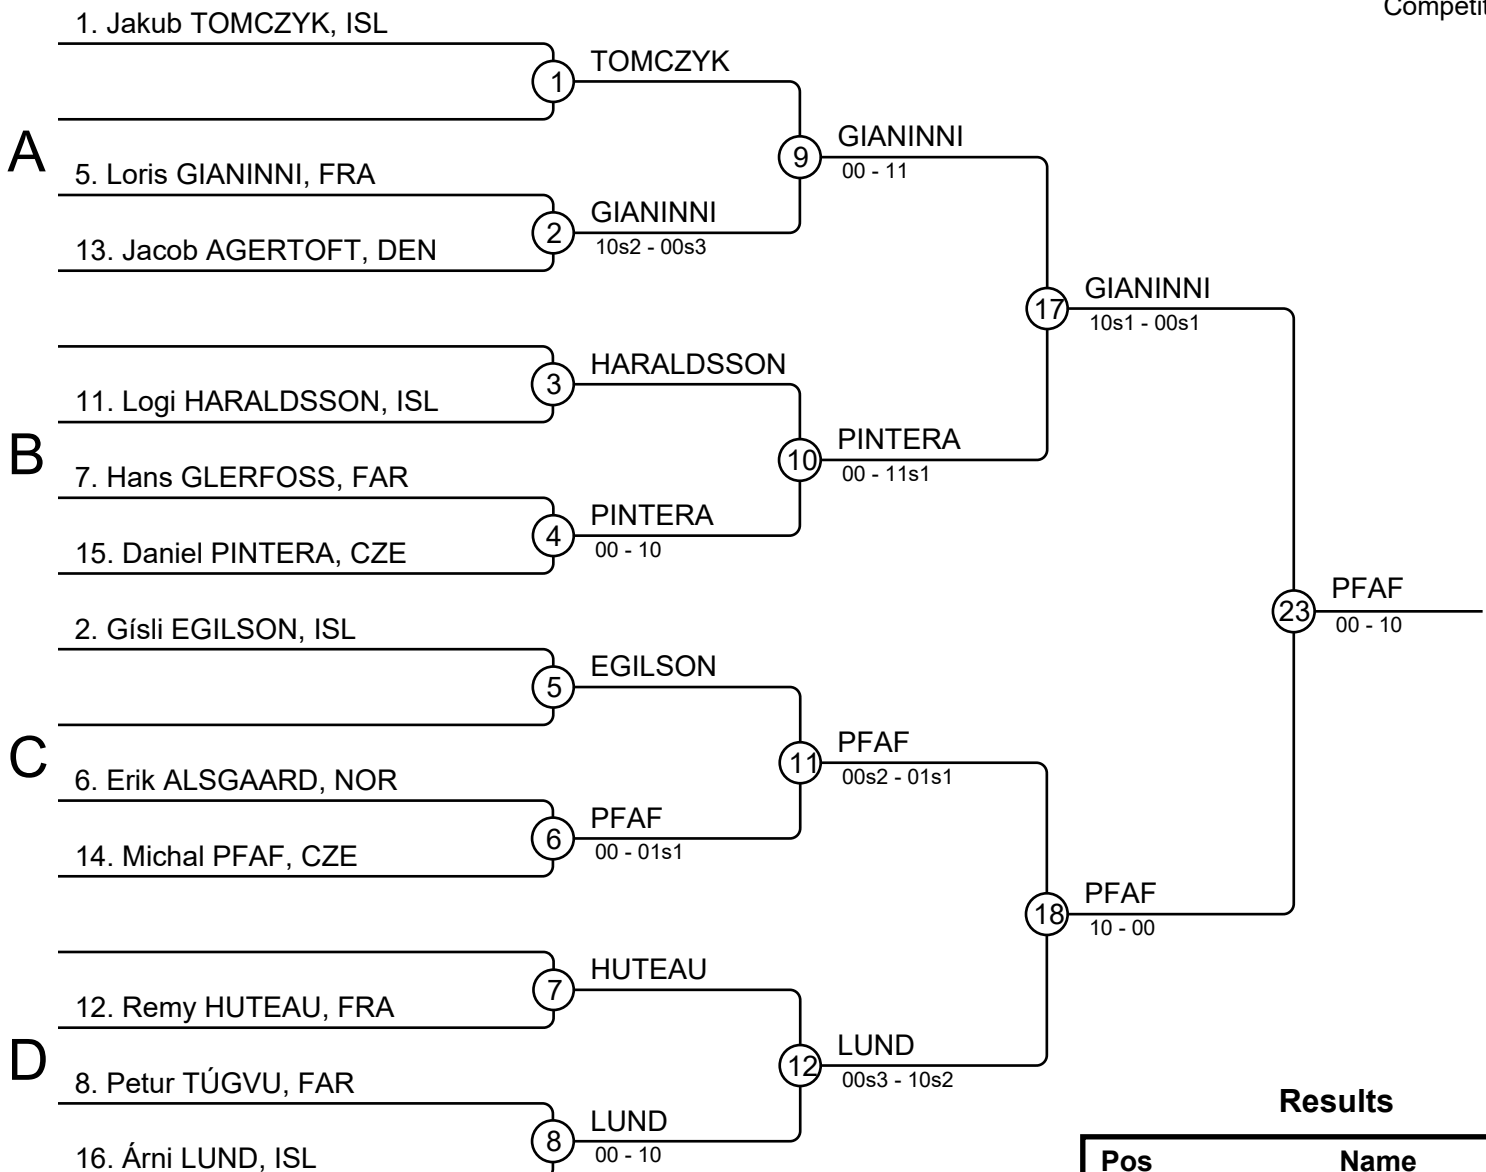 Competit
1. Jakub TOMCZYK, ISL
1
TOMCZYK
A
5. Loris GIANINNI, FRA
13. Jacob AGERTOFT, DEN
2
GIANINNI
10s2 - 00s3
9
GIANINNI
00 - 11
11. Logi HARALDSSON, ISL
3
HARALDSSON
B
7. Hans GLERFOSS, FAR
15. Daniel PINTERA, CZE
4
PINTERA
00 - 10
10
PINTERA
00 - 11s1
17
GIANINNI
10s1 - 00s1
2. Gísli EGILSON, ISL
5
EGILSON
C
6. Erik ALSGAARD, NOR
14. Michal PFAF, CZE
6
PFAF
00 - 01s1
11
PFAF
00s2 - 01s1
12. Remy HUTEAU, FRA
7
HUTEAU
D
8. Petur TÚGVU, FAR
16. Árni LUND, ISL
8
LUND
00 - 10
12
LUND
00s3 - 10s2
18
PFAF
10 - 00
23
PFAF
00 - 10
Results
Pos Name